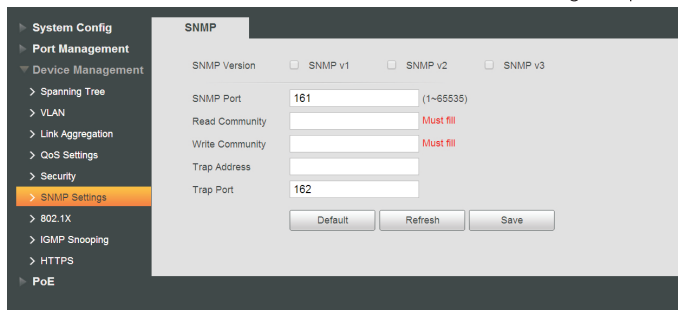 System Config
Port Management
Device Management
Spanning Tree
VLAN
Link Aggregation
QoS Settings
Security
SNMP Settings
802.1X
IGMP Snooping
HTTPS
PoE
SNMP
SNMP Version SNMP v1 SNMP v2 SNMP v3
SNMP Port 161 (1~65535)
Read Community Must fill
Write Community Must fill
Trap Address
Trap Port 162
Default Refresh Save